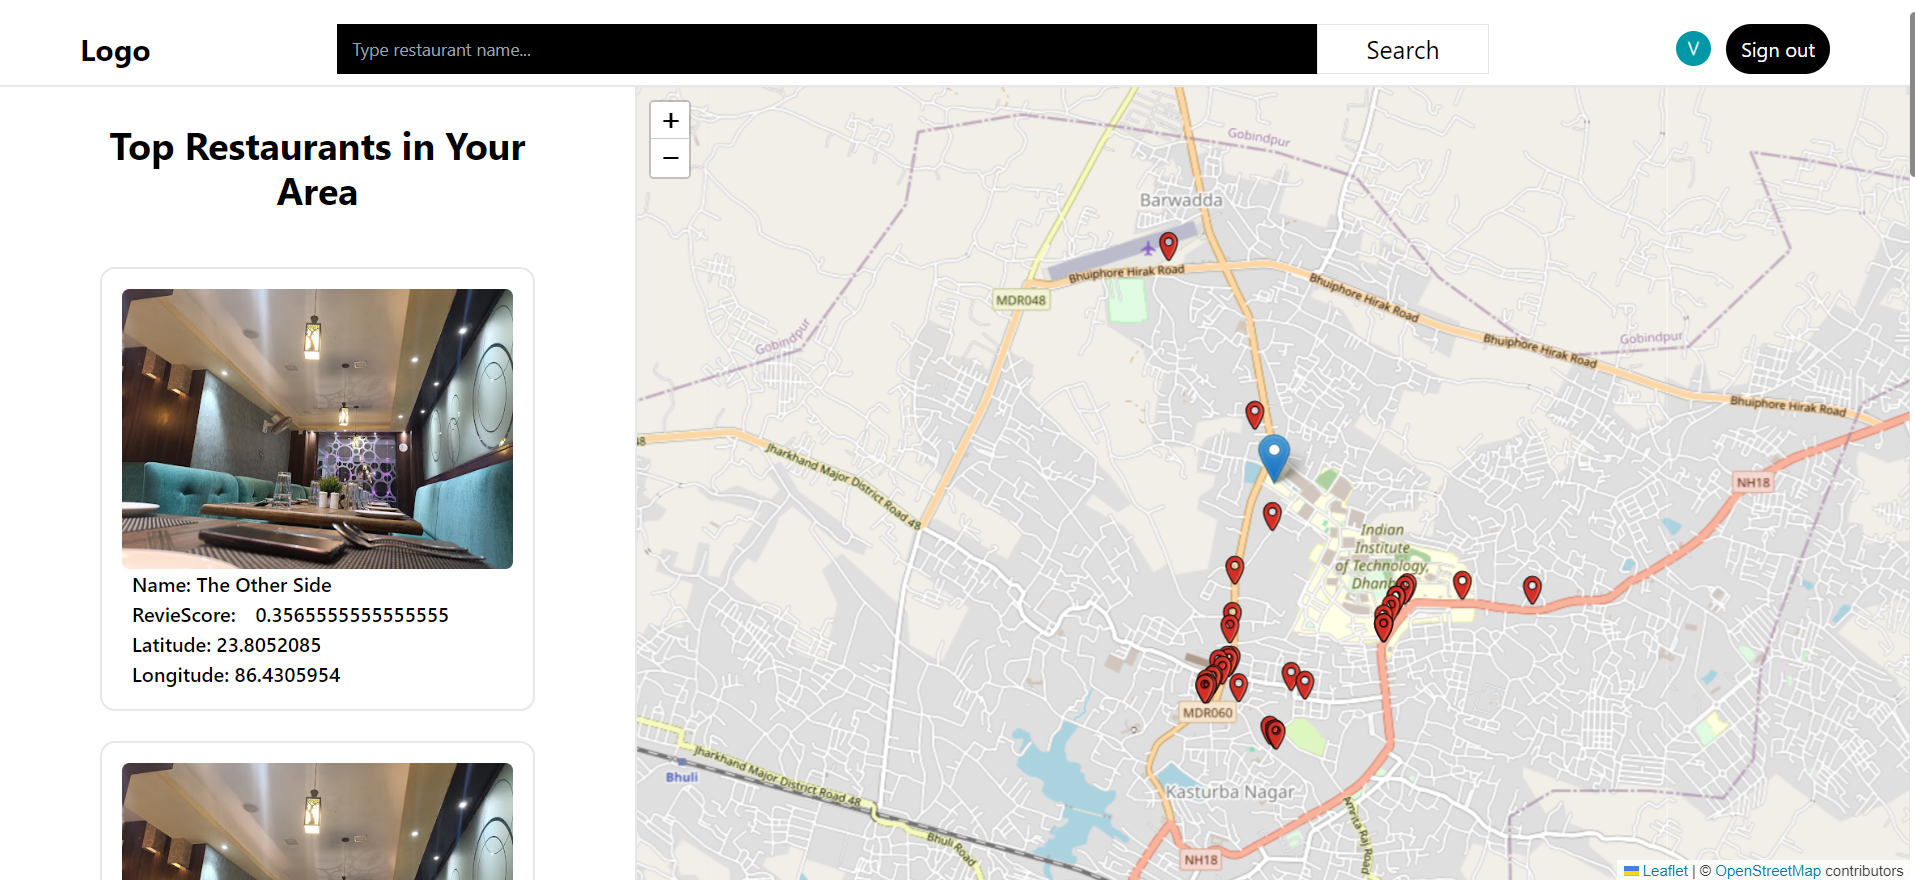 Logo
Type restaurant name...
Search
V
Sign out
Top Restaurants in Your
Area
Name: The Other Side
RevieScore: 0.3565555555555555
Latitude: 23.8052085
Longitude: 86.4305954
+
−
Gobindpur
Barwadda
Bhuiphore Hirak Road
MDR048
Bhuiphore Hirak Road
Gobindpur
Bhuiphore Hirak Road
Gobindpur
Bhuiphore Hirak Road
Jharkhand Major District Road 48
NH18
Indian
Institute
of Technology,
MDR060
Jharkhand Major District Road 48
Bhuli
Kasturba Nagar
Amrita Raj Road
Bhuli Road
NH18
Leaflet | © OpenStreetMap contributors